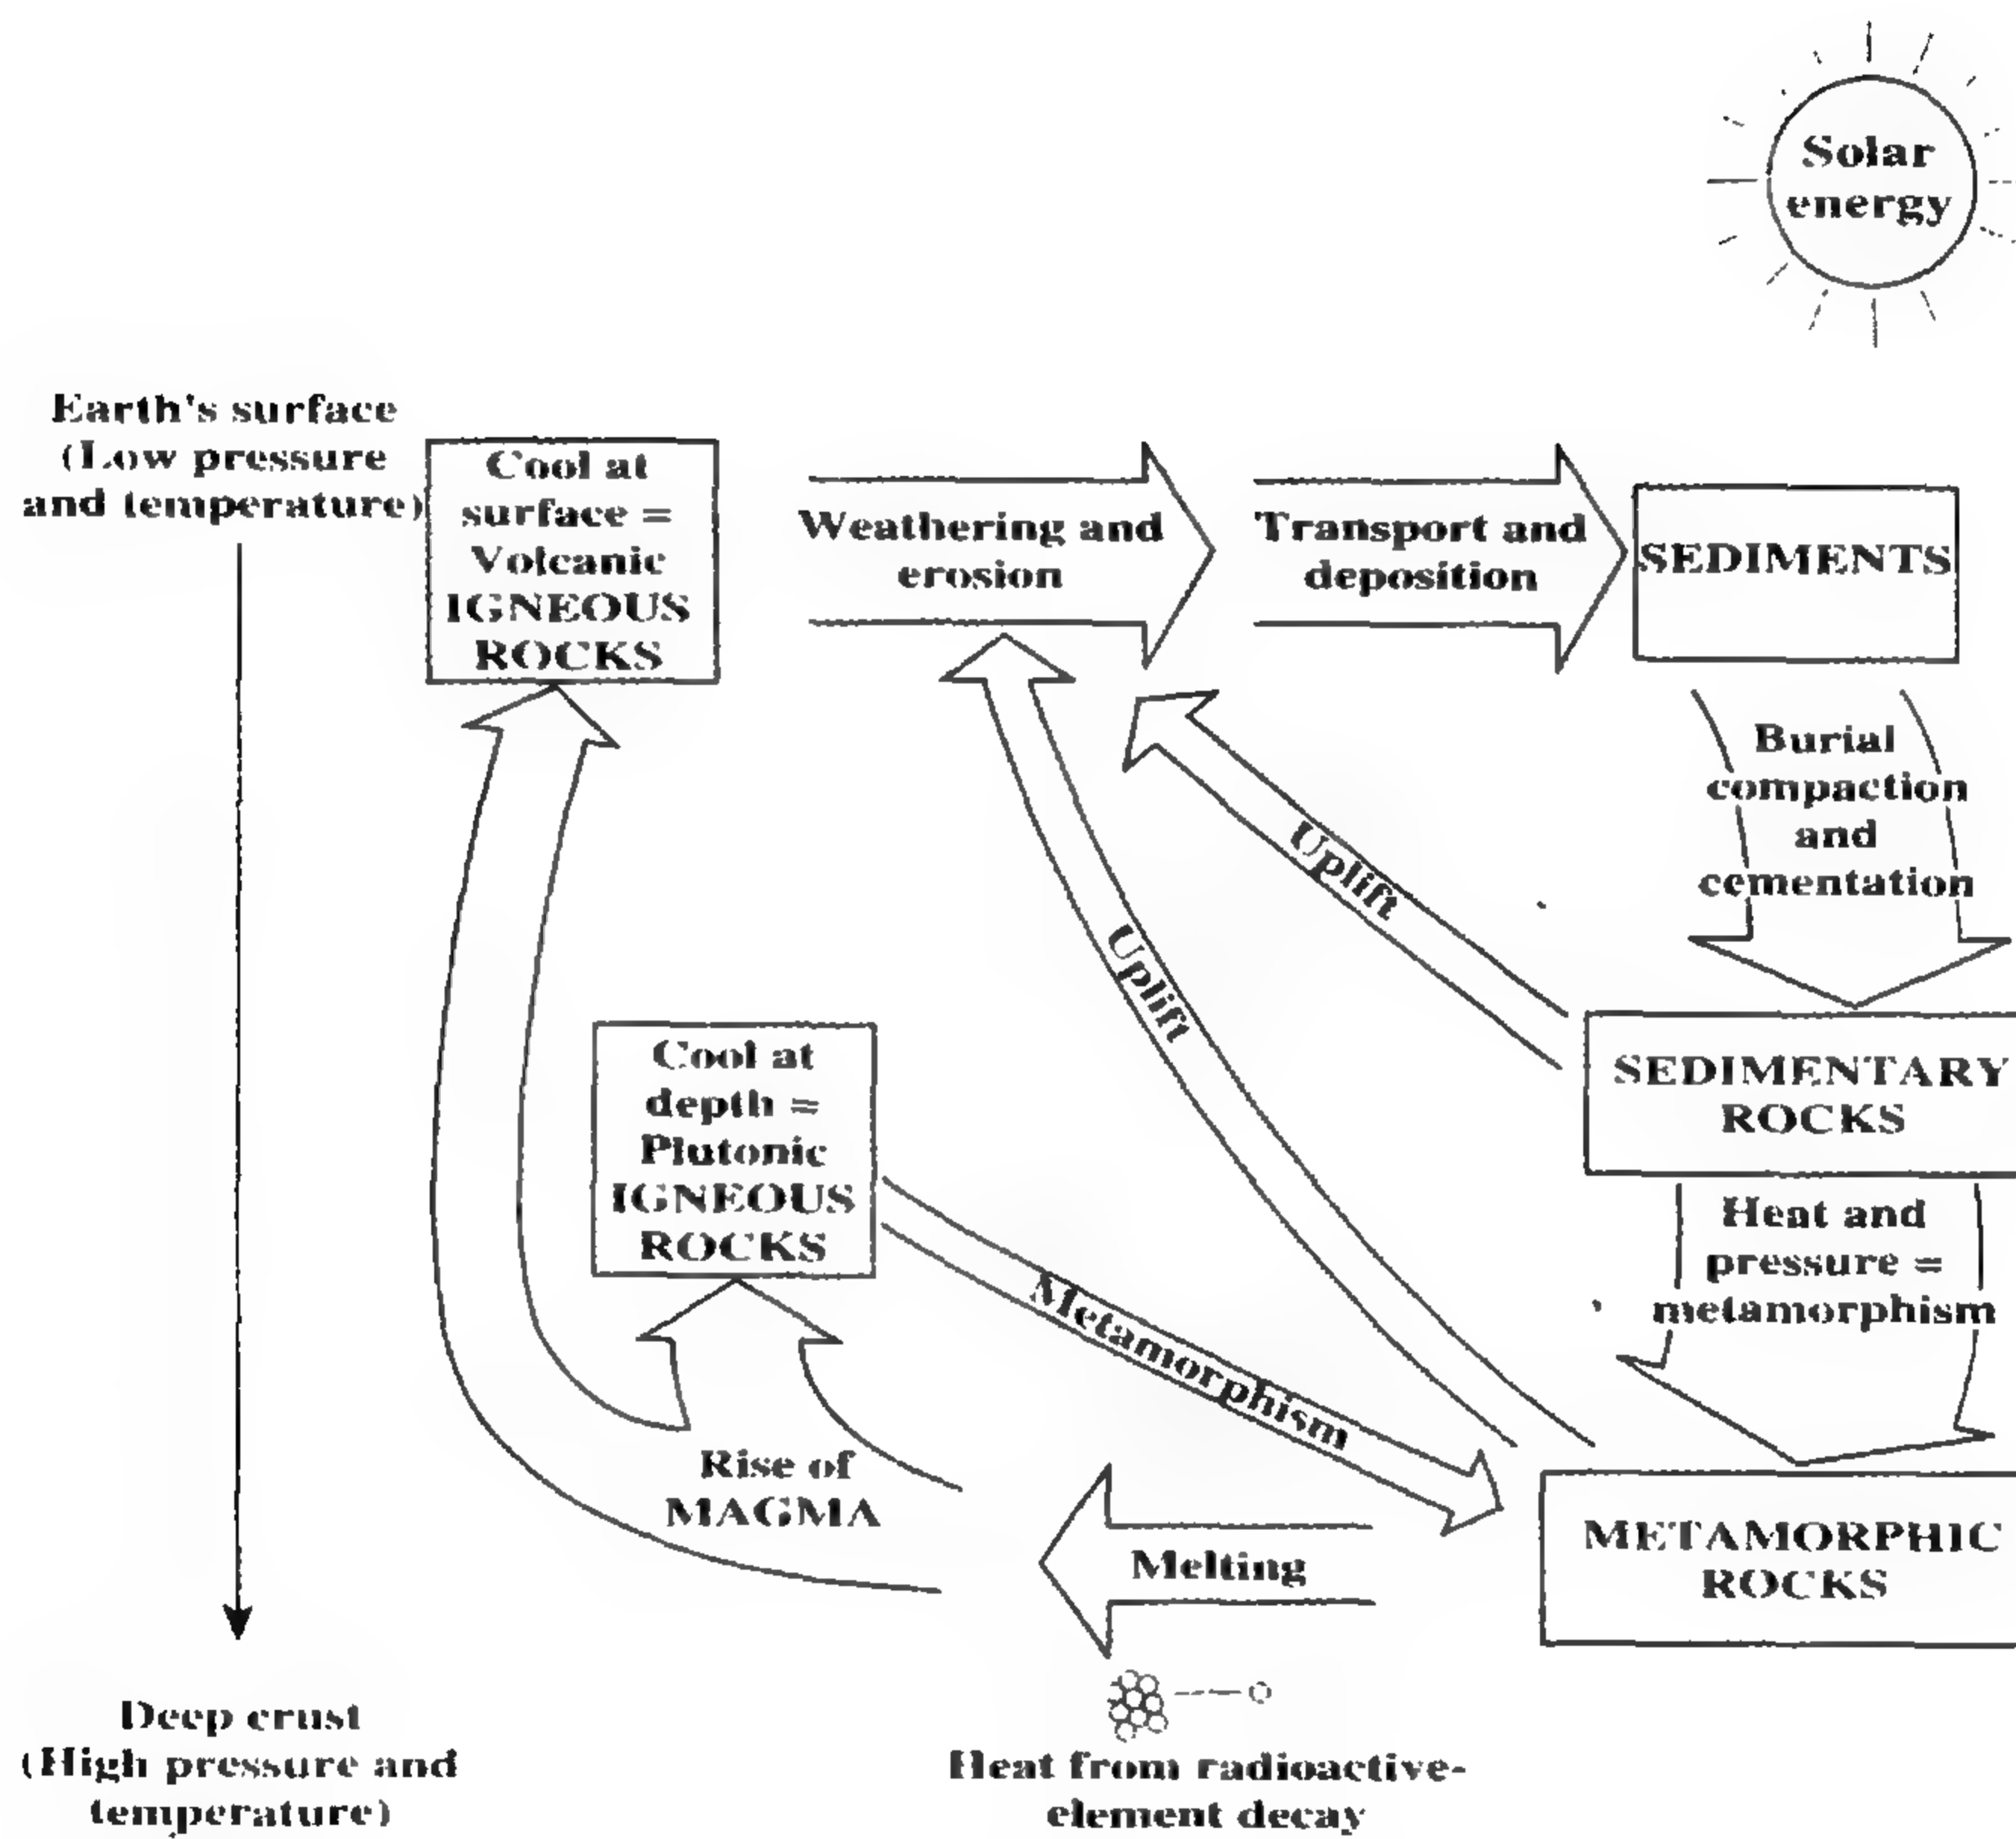 Solar
energy
Earth's surface
(Low pressure
and temperature)
Cool at
surface =
Volcanic
IGNEOUS
ROCKS
Weathering and
erosion
Transport and
deposition
SEDIMENTS
Burial
compaction
and
cementation
Uplift
Uplift
SEDIMENTARY
ROCKS
Cool at
depth =
Plutonic
IGNEOUS
ROCKS
Heat and
pressure =
metamorphism
Metamorphism
Rise of
MAGMA
Melting
METAMORPHIC
ROCKS
Deep crust
(High pressure and
temperature)
Heat from radioactive-
element decay